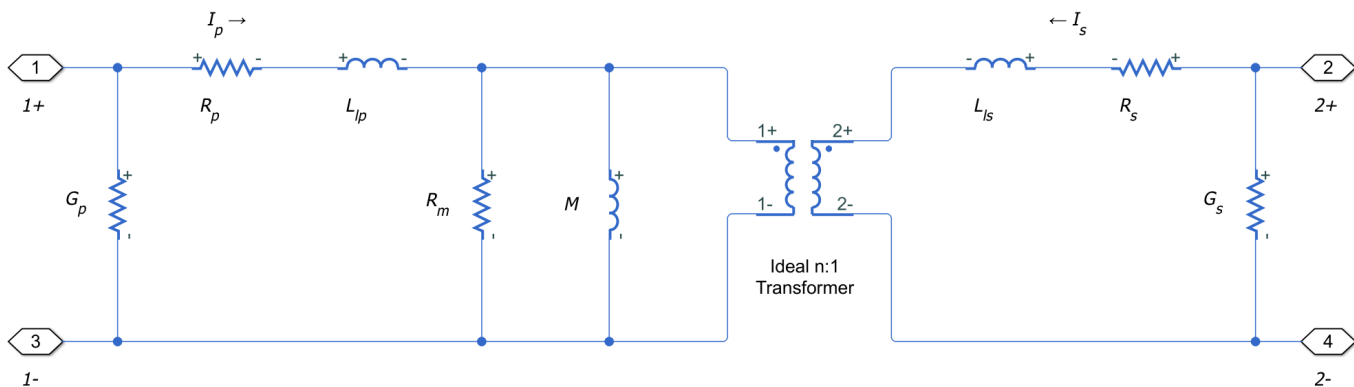 I_p →
← I_s
1
+ -
+ -
- +
- +
2
1+
R_p
L_lp
L_ls
R_s
2+
1+ 2+
G_p
+
-
R_m
+
-
M
+
-
1- 2-
G_s
+
-
Ideal n:1
Transformer
3
4
1-
2-